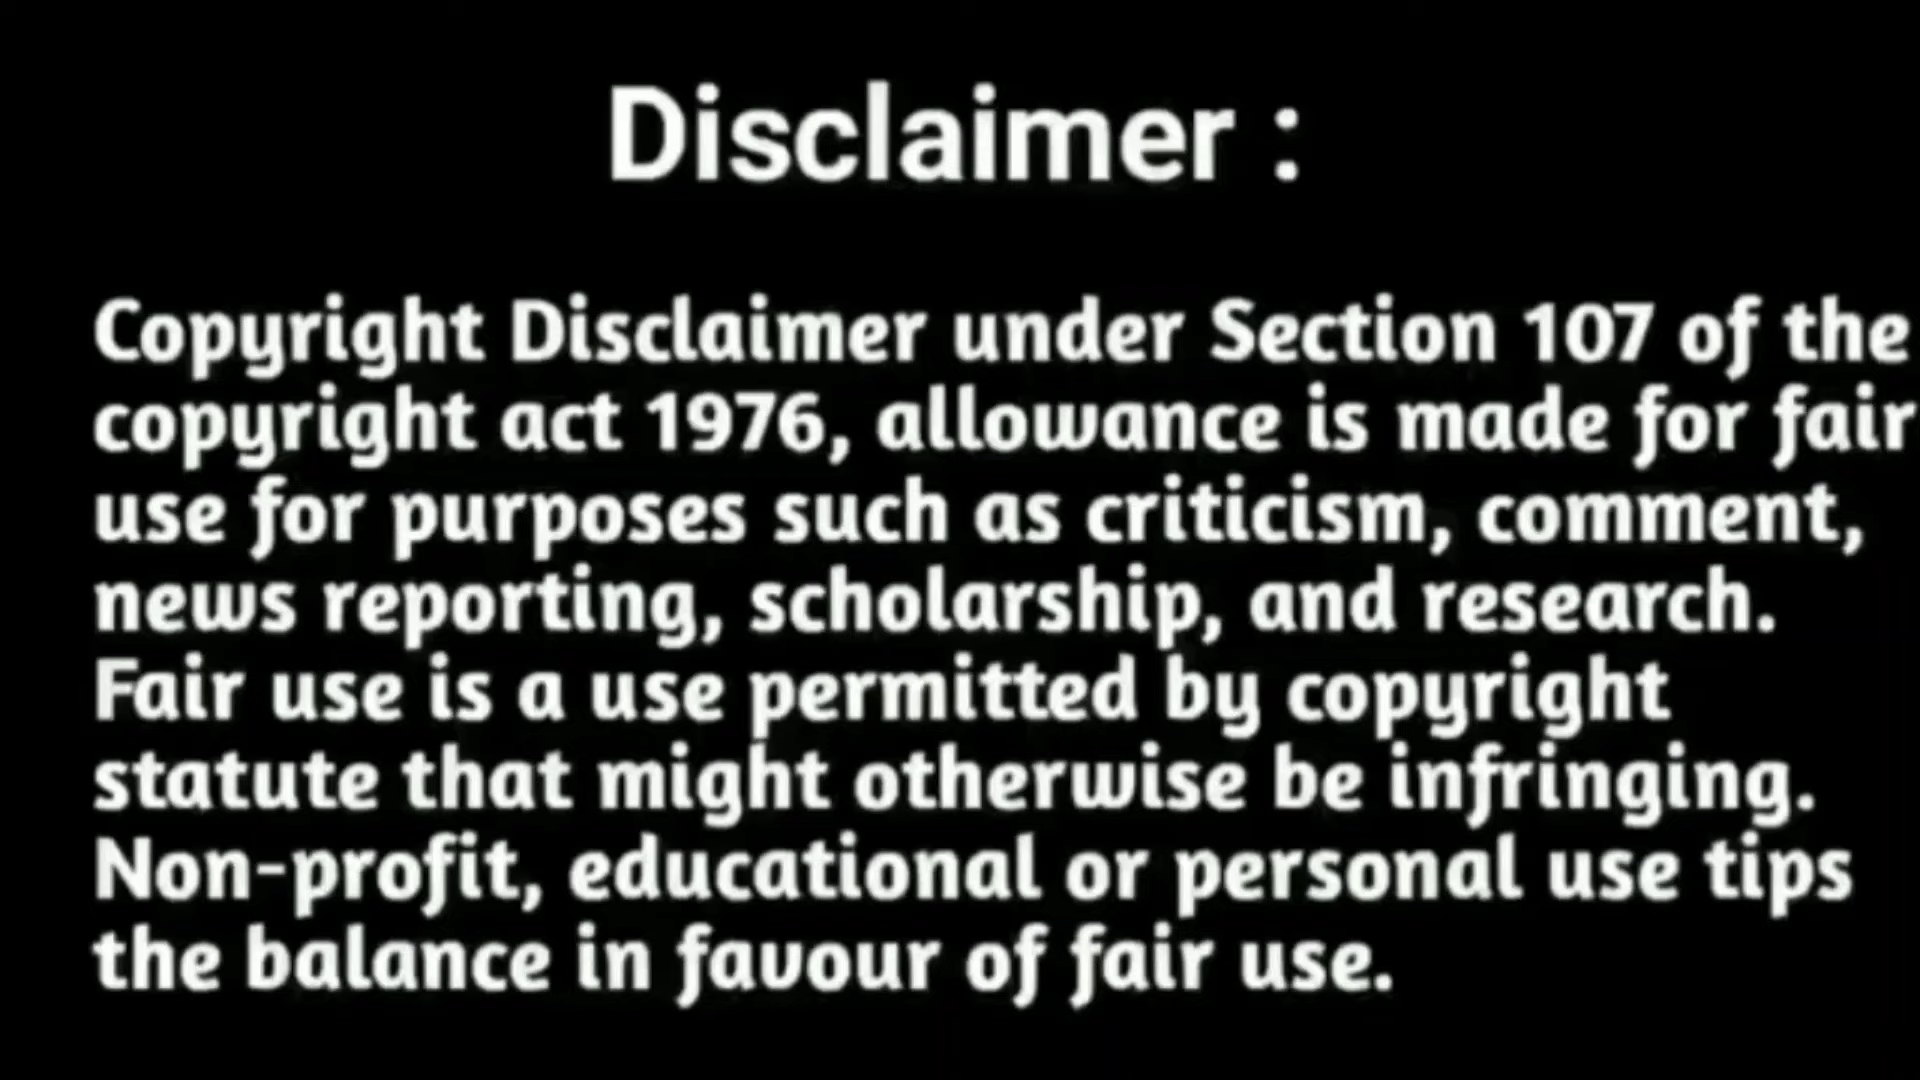 Disclaimer :
Copyright Disclaimer under Section 107 of the
copyright act 1976, allowance is made for fair
use for purposes such as criticism, comment,
news reporting, scholarship, and research.
Fair use is a use permitted by copyright
statute that might otherwise be infringing.
Non-profit, educational or personal use tips
the balance in favour of fair use.